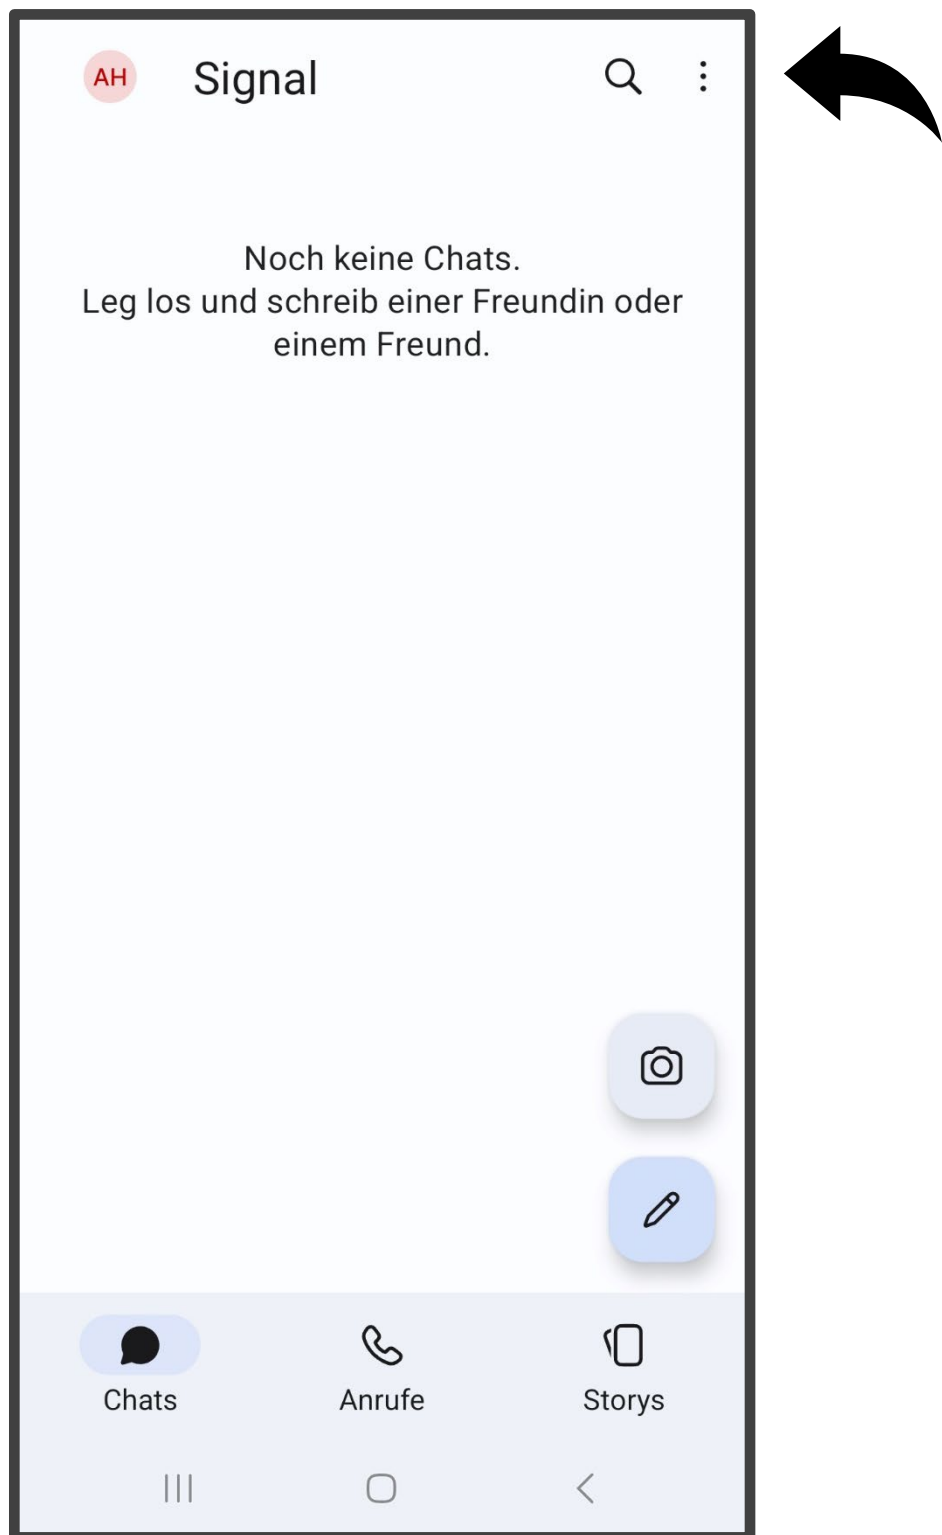 AH
Signal
Noch keine Chats.
Leg los und schreib einer Freundin oder
einem Freund.
Chats
Anrufe
Storys